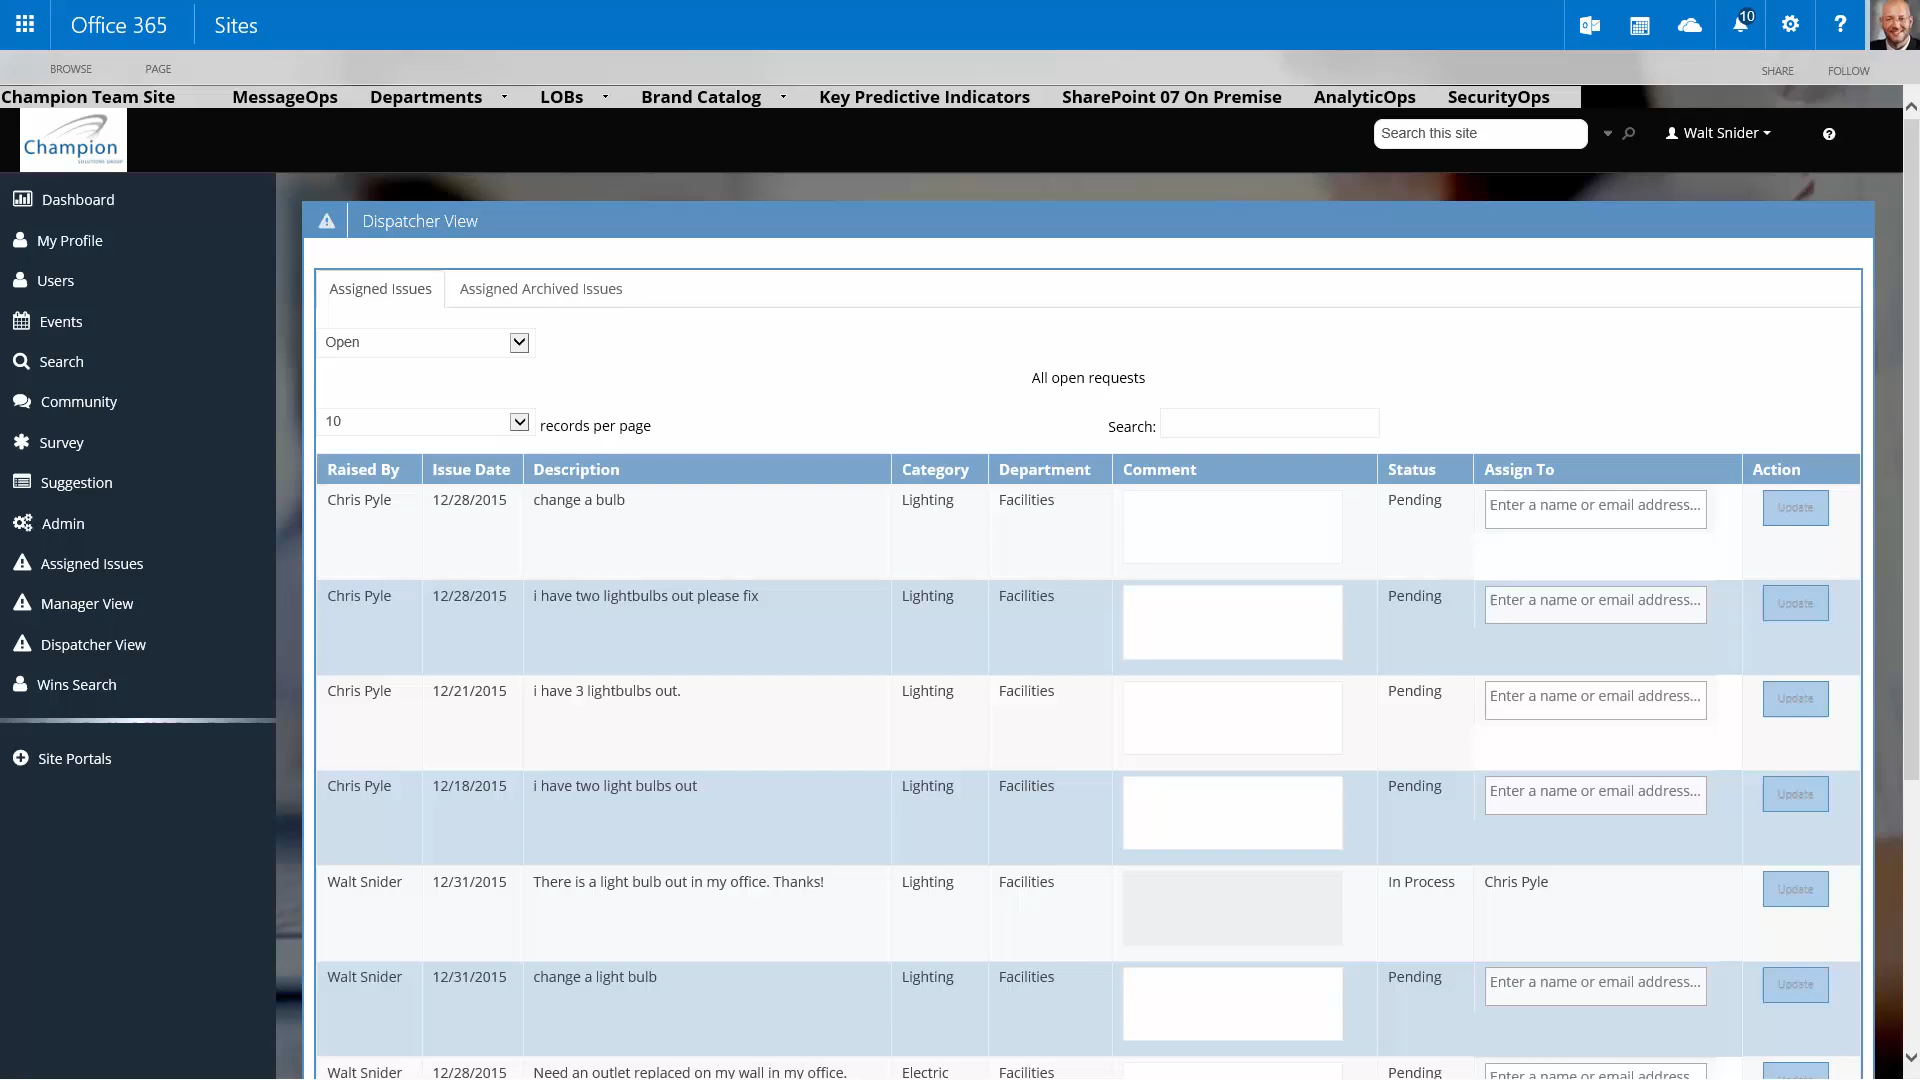 Office 365
Sites
10
?
BROWSE
PAGE
SHARE
FOLLOW
Champion Team Site
MessageOps
Departments
LOBs
Brand Catalog
Key Predictive Indicators
SharePoint 07 On Premise
AnalyticOps
SecurityOps
Champion
SOLUTIONS GROUP
Search this site
Walt Snider
?
Dashboard
My Profile
Users
Events
Search
Community
Survey
Suggestion
Admin
Assigned Issues
Manager View
Dispatcher View
Wins Search
Site Portals
Dispatcher View
Assigned Issues
Assigned Archived Issues
Open
All open requests
10
records per page
Search:
Raised By Issue Date Description Category Department Comment Status Assign To Action
Chris Pyle 12/28/2015 change a bulb Lighting Facilities Pending Enter a name or email address... Update
Chris Pyle 12/28/2015 i have two lightbulbs out please fix Lighting Facilities Pending Enter a name or email address... Update
Chris Pyle 12/21/2015 i have 3 lightbulbs out. Lighting Facilities Pending Enter a name or email address... Update
Chris Pyle 12/18/2015 i have two light bulbs out Lighting Facilities Pending Enter a name or email address... Update
Walt Snider 12/31/2015 There is a light bulb out in my office. Thanks! Lighting Facilities In Process Chris Pyle Update
Walt Snider 12/31/2015 change a light bulb Lighting Facilities Pending Enter a name or email address... Update
Walt Snider 12/28/2015 Need an outlet replaced on my wall in my office. Electric Facilities Pending Enter a name or email address...